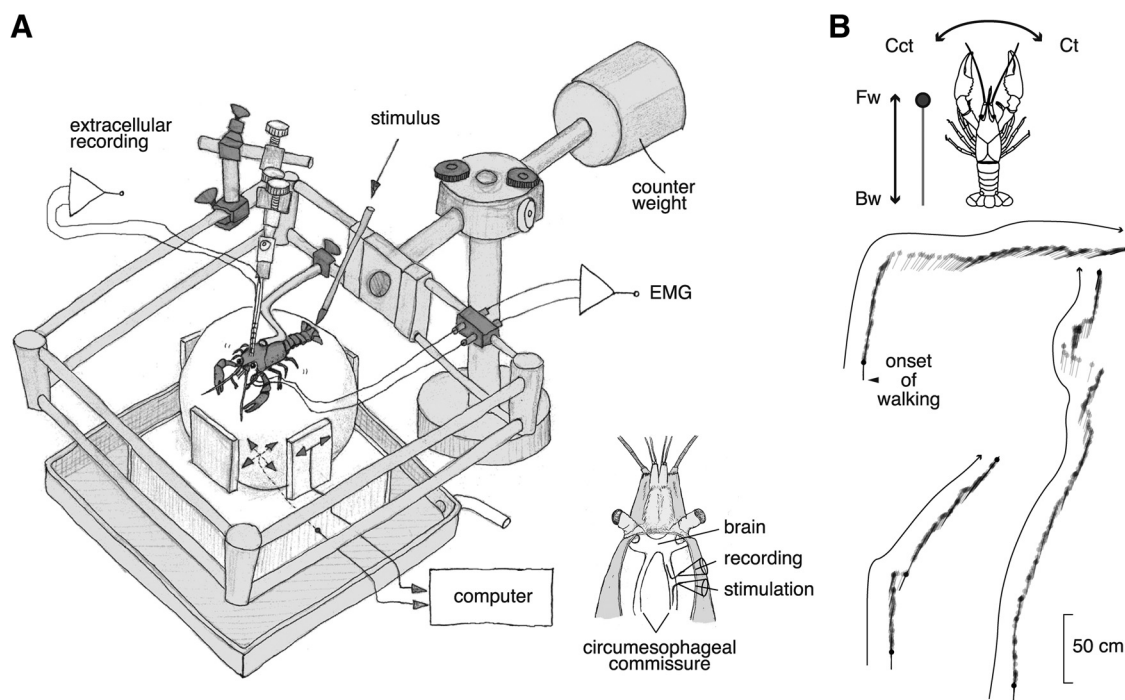 A
extracellular
recording
stimulus
counter
weight
EMG
computer
brain
recording
stimulation
circumesophageal
commissure
B
Cct
Ct
Fw
Bw
onset
of
walking
50 cm